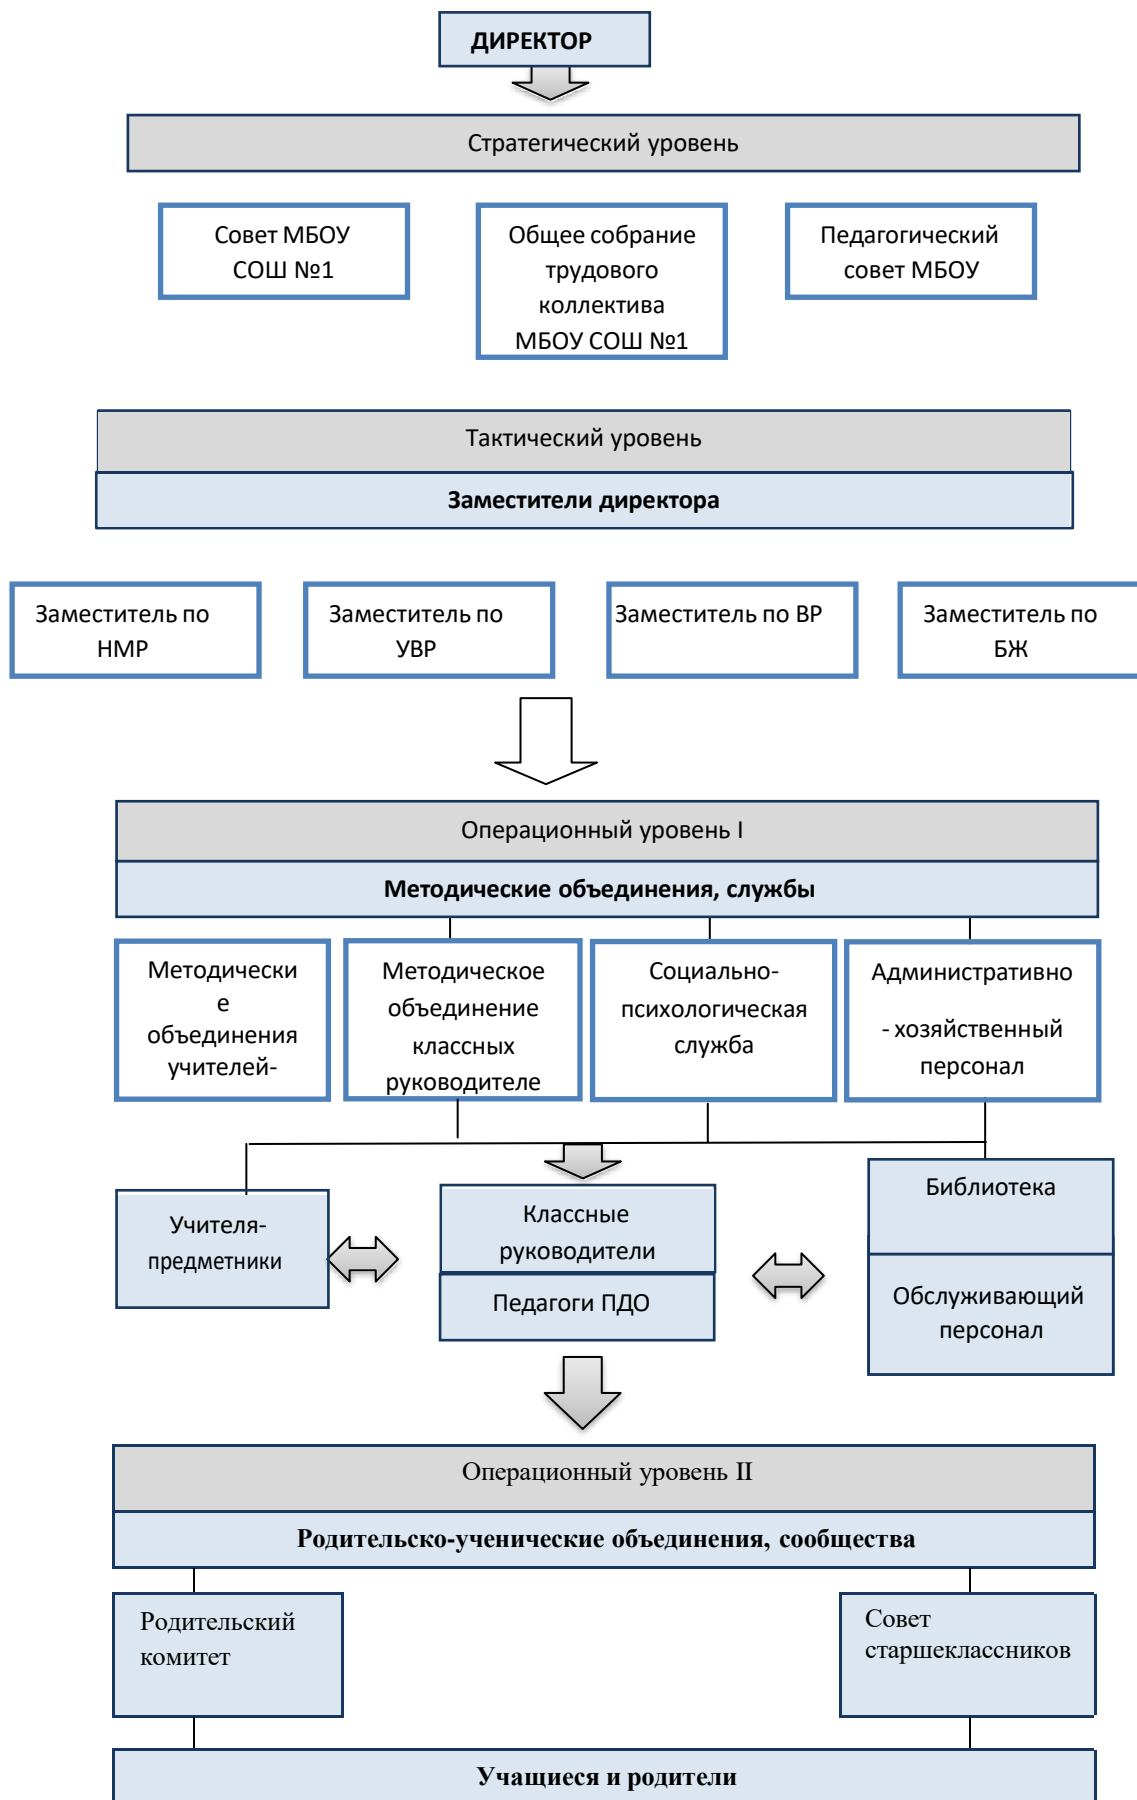 ДИРЕКТОР
Стратегический уровень
Совет МБОУ
СОШ №1
Общее собрание
трудового
коллектива
МБОУ СОШ №1
Педагогический
совет МБОУ
Тактический уровень
Заместители директора
Заместитель по
НМР
Заместитель по
УВР
Заместитель по ВР
Заместитель по
БЖ
Операционный уровень I
Методические объединения, службы
Методически
е
объединения
учителей-
Методическое
объединение
классных
руководителе
Социально-
психологическая
служба
Административно
- хозяйственный
персонал
Учителя-
предметники
Классные
руководители
Педагоги ПДО
Библиотека
Обслуживающий
персонал
Операционный уровень II
Родительско-ученические объединения, сообщества
Родительский
комитет
Совет
старшеклассников
Учащиеся и родители